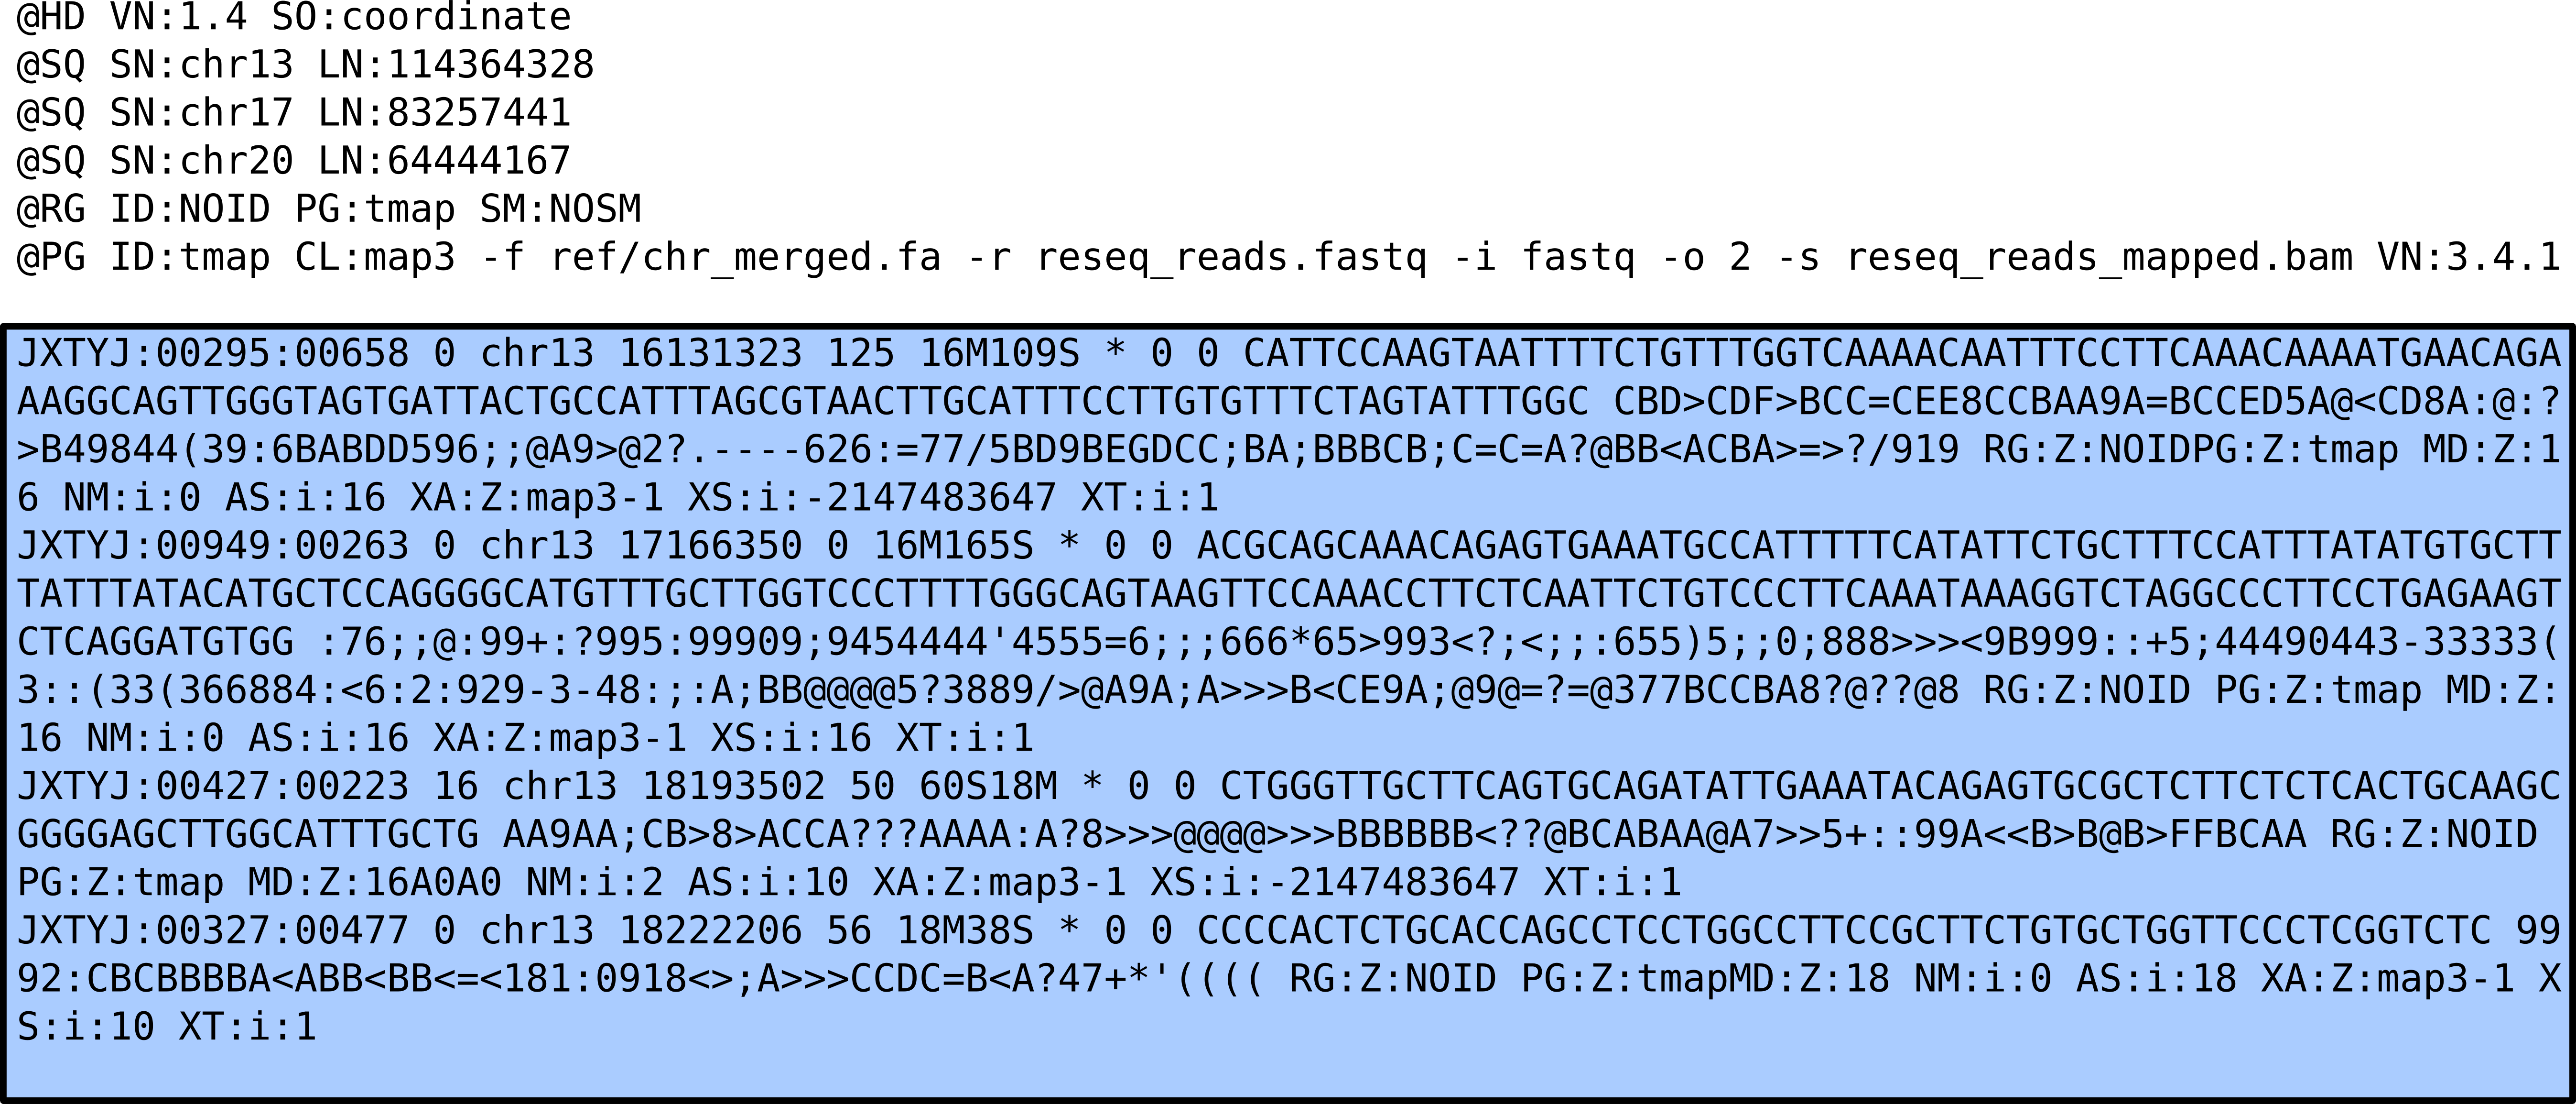 @HD VN:1.4 SO:coordinate
@SQ SN:chr13 LN:114364328
@SQ SN:chr17 LN:83257441
@SQ SN:chr20 LN:64444167
@RG ID:NOID PG:tmap SM:NOSM
@PG ID:tmap CL:map3 -f ref/chr_merged.fa -r reseq_reads.fastq -i fastq -o 2 -s reseq_reads_mapped.bam VN:3.4.1
JXTYJ:00295:00658 0 chr13 16131323 125 16M109S * 0 0 CATTCCAAGTAATTTTCTGTTTGGTCAAAACAATTTCCTTCAAACAAAATGAACAGA
AAGGCAGTTGGGTAGTGATTACTGCCATTTAGCGTAACTTGCATTTCCTTGTGTTTCTAGTATTTGGC CBD>CDF>BCC=CEE8CCBAA9A=BCCED5A@<CD8A:@:?
>B49844(39:6BABDD596;;@A9>@2?.----626:=77/5BD9BEGDCC;BA;BBBCB;C=C=A?@BB<ACBA>=>?/919 RG:Z:NOIDPG:Z:tmap MD:Z:1
6 NM:i:0 AS:i:16 XA:Z:map3-1 XS:i:-2147483647 XT:i:1
JXTYJ:00949:00263 0 chr13 17166350 0 16M165S * 0 0 ACGCAGCAAACAGAGTGAAATGCCATTTTTCATATTCTGCTTTCCATTTATATGTGCTT
TATTTATACATGCTCCAGGGGCATGTTTGCTTGGTCCCTTTTGGGCAGTAAGTTCCAAACCTTCTCAATTCTGTCCCTTCAAATAAAGGTCTAGGCCCTTCCTGAGAAGT
CTCAGGATGTGG :76;;@:99+:?995:99909;9454444'4555=6;;;666*65>993<?;<;;:655)5;;0;888>>><9B999::+5;44490443-33333(
3::(33(366884:<6:2:929-3-48:;:A;BB@@@@5?3889/>@A9A;A>>>B<CE9A;@9@=?=@377BCCBA8?@??@8 RG:Z:NOID PG:Z:tmap MD:Z:
16 NM:i:0 AS:i:16 XA:Z:map3-1 XS:i:16 XT:i:1
JXTYJ:00427:00223 16 chr13 18193502 50 60S18M * 0 0 CTGGGTTGCTTCAGTGCAGATATTGAAATACAGAGTGCGCTCTTCTCTCACTGCAAGC
GGGGAGCTTGGCATTTGCTG AA9AA;CB>8>ACCA???AAAA:A?8>>>@@@@>>>BBBBBB<??@BCABAA@A7>>5+::99A<<B>B@B>FFBCAA RG:Z:NOID
PG:Z:tmap MD:Z:16A0A0 NM:i:2 AS:i:10 XA:Z:map3-1 XS:i:-2147483647 XT:i:1
JXTYJ:00327:00477 0 chr13 18222206 56 18M38S * 0 0 CCCCACTCTGCACCAGCCTCCTGGCCTTCCGCTTCTGTGCTGGTTCCCTCGGTCTC 99
92:CBCBBBBA<ABB<BB<=<181:0918<>;A>>>CCDC=B<A?47+*'(((( RG:Z:NOID PG:Z:tmapMD:Z:18 NM:i:0 AS:i:18 XA:Z:map3-1 X
S:i:10 XT:i:1